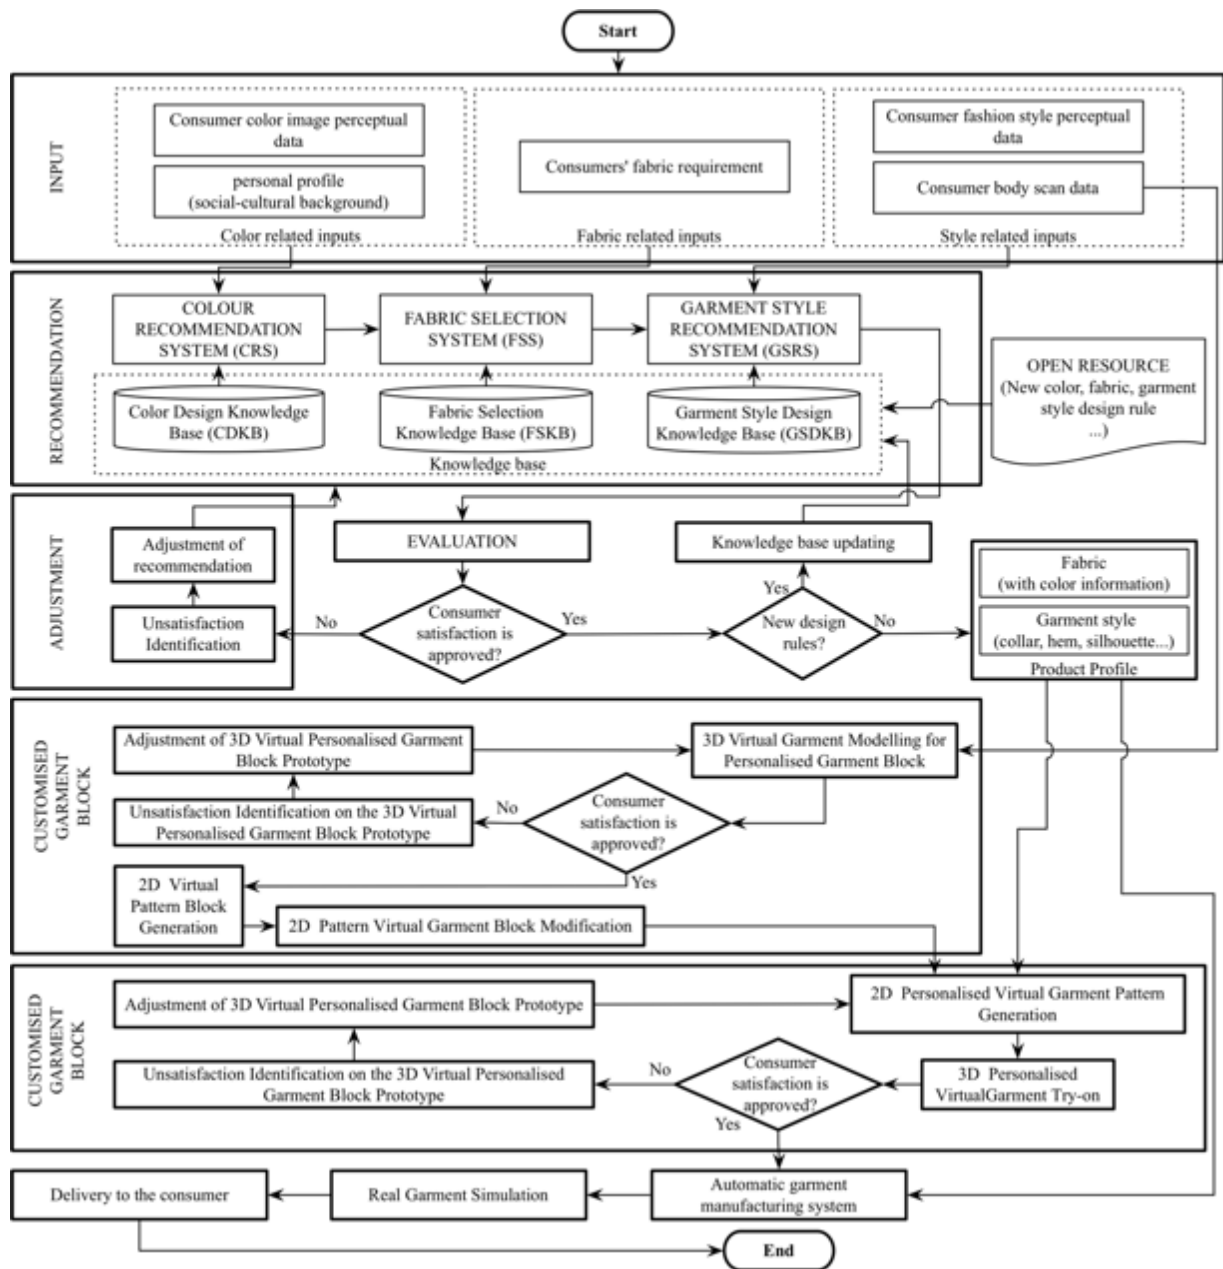 Start
INPUT
Consumer color image perceptual
data
personal profile
(social-cultural background)
Color related inputs
Consumers' fabric requirement
Fabric related inputs
Consumer fashion style perceptual
data
Consumer body scan data
Style related inputs
RECOMMENDATION
COLOUR
RECOMMENDATION
SYSTEM (CRS)
FABRIC SELECTION
SYSTEM (FSS)
GARMENT STYLE
RECOMMENDATION
SYSTEM (GSRS)
Color Design Knowledge
Base (CDKB)
Fabric Selection
Knowledge Base (FSKB)
Garment Style Design
Knowledge Base (GSDKB)
Knowledge base
OPEN RESOURCE
(New color, fabric, garment
style design rule
...)
ADJUSTMENT
Adjustment of
recommendation
Unsatisfaction
Identification
EVALUATION
No
Consumer
satisfaction is
approved?
Yes
Knowledge base updating
Yes
New design
rules?
No
Fabric
(with color information)
Garment style
(collar, hem, silhouette...)
Product Profile
CUSTOMISED
GARMENT
BLOCK
Adjustment of 3D Virtual Personalised Garment
Block Prototype
3D Virtual Garment Modelling for
Personalised Garment Block
Unsatisfaction Identification on the 3D Virtual
Personalised Garment Block Prototype
No
Consumer
satisfaction is
approved?
Yes
2D Virtual
Pattern Block
Generation
2D Pattern Virtual Garment Block Modification
CUSTOMISED
GARMENT
BLOCK
Adjustment of 3D Virtual Personalised Garment Block Prototype
2D Personalised Virtual Garment Pattern
Generation
Unsatisfaction Identification on the 3D Virtual Personalised
Garment Block Prototype
No
Consumer
satisfaction is
approved?
Yes
3D Personalised
VirtualGarment Try-on
Delivery to the consumer
Real Garment Simulation
Automatic garment
manufacturing system
End